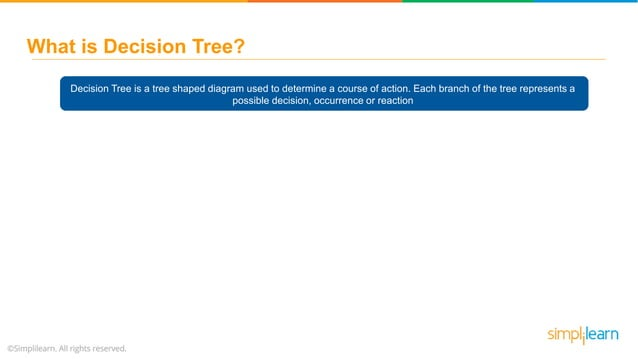 What is Decision Tree?
Decision Tree is a tree shaped diagram used to determine a course of action. Each branch of the tree represents a
possible decision, occurrence or reaction
simplilearn
©Simplilearn. All rights reserved.